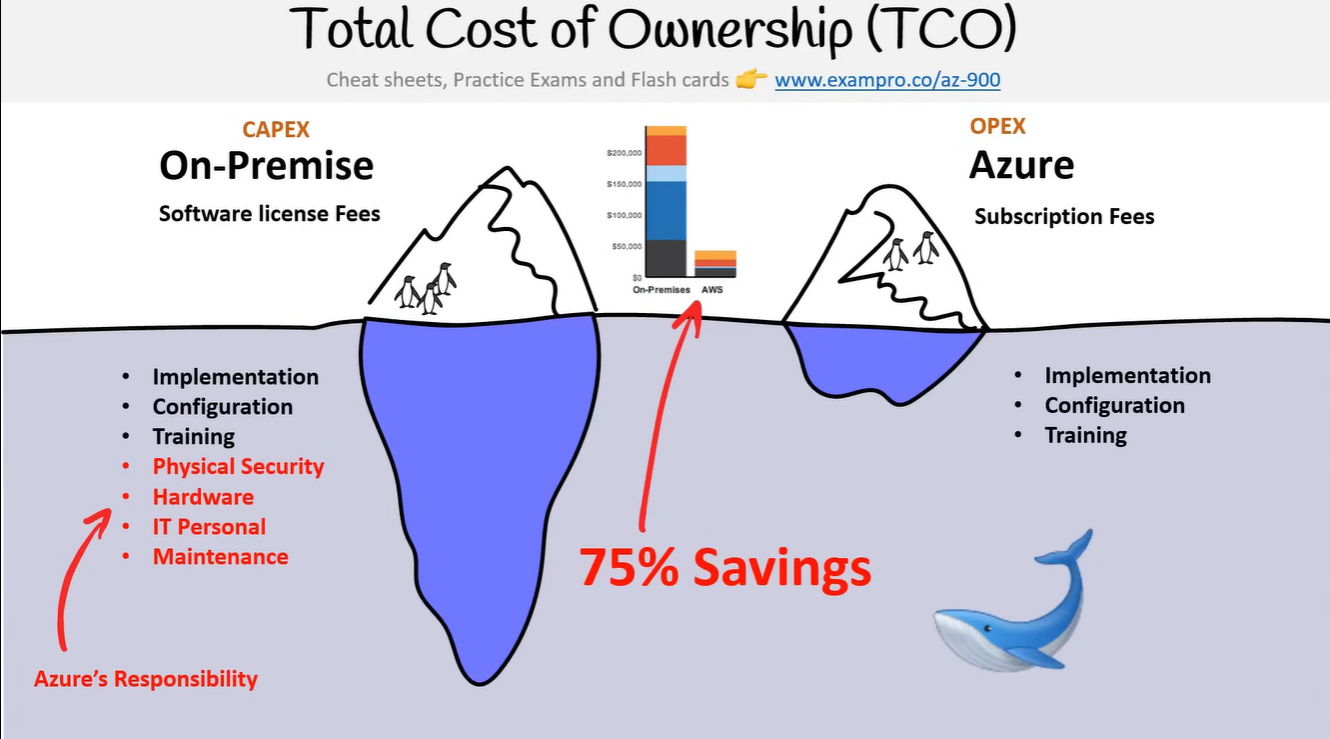 Total Cost of Ownership (TCO)
Cheat sheets, Practice Exams and Flash cards 👉 www.exampro.co/az-900
CAPEX
On-Premise
Software license Fees
$200,000
$150,000
$100,000
$50,000
$0
On-Premises AWS
OPEX
Azure
Subscription Fees
• Implementation
• Configuration
• Training
• Physical Security
• Hardware
• IT Personal
• Maintenance
Azure's Responsibility
75% Savings
• Implementation
• Configuration
• Training